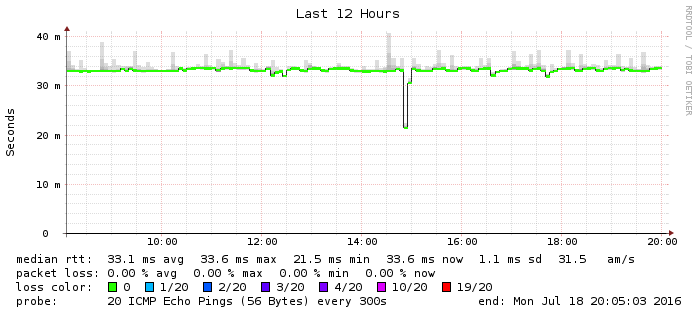 Last 12 Hours
RRDTOOL / TOBI OETIKER
Seconds
40 m
30 m
20 m
10 m
0
10:00 12:00 14:00 16:00 18:00 20:00
median rtt: 33.1 ms avg 33.6 ms max 21.5 ms min 33.6 ms now 1.1 ms sd 31.5 am/s
packet loss: 0.00 % avg 0.00 % max 0.00 % min 0.00 % now
loss color: 0 1/20 2/20 3/20 4/20 10/20 19/20
probe: 20 ICMP Echo Pings (56 Bytes) every 300s end: Mon Jul 18 20:05:03 2016